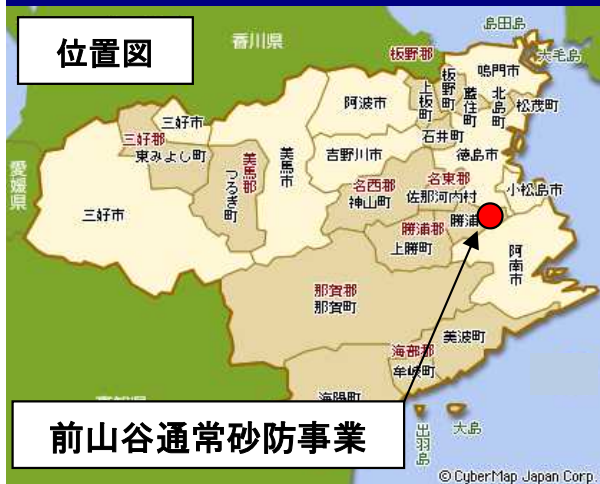 位置図
香川県
島田島
大毛島
板野郡
鳴門市
板野町
上板町
藍住町
北島町
松茂町
阿波市
石井町
三好市
三好郡
東みよし町
美馬郡
つるぎ町
美馬市
吉野川市
徳島市
愛媛県
名西郡
神山町
名東郡
佐那河内村
小松島市
三好市
勝浦
勝浦郡
上勝町
阿南市
那賀郡
那賀町
美波町
海部郡
牟岐町
海陽町
前山谷通常砂防事業
出羽島
大島
© CyberMap Japan Corp.